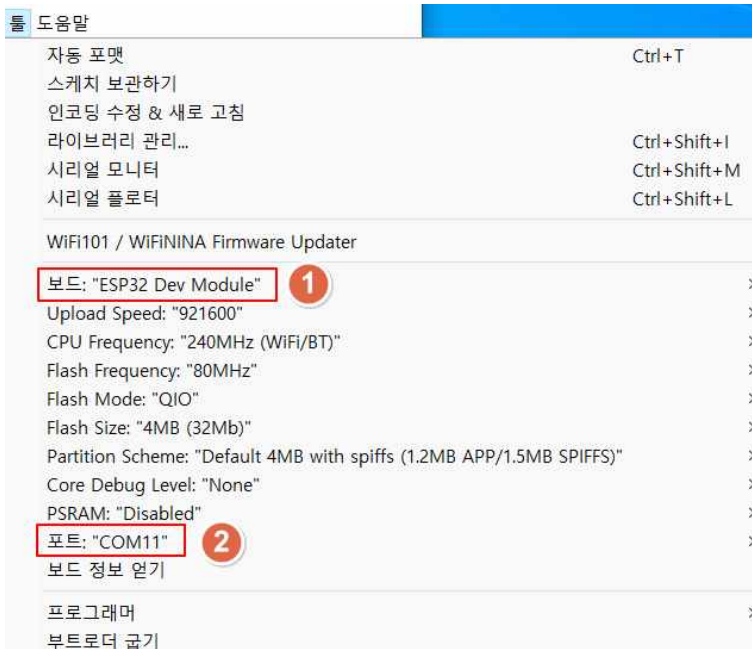 툴 도움말
자동 포맷 Ctrl+T
스케치 보관하기
인코딩 수정 & 새로 고침
라이브러리 관리... Ctrl+Shift+I
시리얼 모니터 Ctrl+Shift+M
시리얼 플로터 Ctrl+Shift+L
WiFi101 / WiFiNINA Firmware Updater
보드: "ESP32 Dev Module" 1
Upload Speed: "921600"
CPU Frequency: "240MHz (WiFi/BT)"
Flash Frequency: "80MHz"
Flash Mode: "QIO"
Flash Size: "4MB (32Mb)"
Partition Scheme: "Default 4MB with spiffs (1.2MB APP/1.5MB SPIFFS)"
Core Debug Level: "None"
PSRAM: "Disabled"
포트: "COM11" 2
보드 정보 얻기
프로그래머
부트로더 굽기